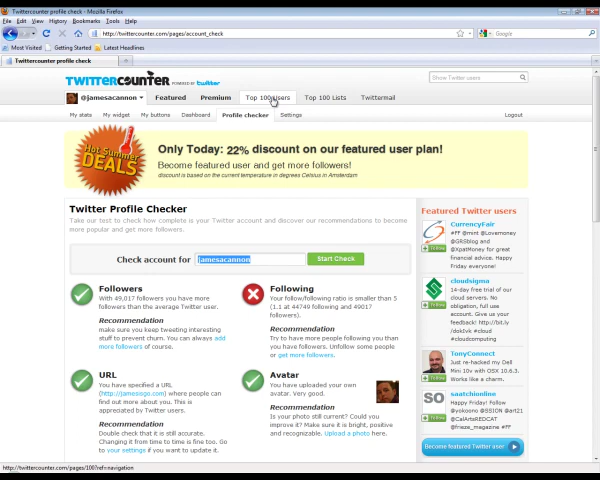 Twittercounter profile check - Mozilla Firefox
File Edit View History Bookmarks Tools Help
http://twittercounter.com/pages/account_check
Google
Most Visited Getting Started Latest Headlines
Twittercounter profile check
TWITTERCOUNTER POWERED BY twitter
Show Twitter users
@jamesacannon Featured Premium Top 100 Users Top 100 Lists Twittermail
My stats My widget My buttons Dashboard Profile checker Settings Logout
Hot Summer DEALS
Only Today: 22% discount on our featured user plan!
Become featured user and get more followers!
discount is based on the current temperature in degrees Celsius in Amsterdam
Twitter Profile Checker
Take our test to check how complete is your Twitter account and discover our recommendations to become
more popular and get more followers.
Check account for jamesacannon Start Check
Followers
With 49,017 followers you have more
followers than the average Twitter user.
Recommendation
make sure you keep tweeting interesting
stuff to prevent churn. You can always add
more followers of course.
Following
Your follow/following ratio is smaller than 5
(1.1 at 44749 following and 49017
followers).
Recommendation
Try to have more people following you than
you have followers. Unfollow some people
or get more followers.
URL
You have specified a URL
(http://jamesego.com) where people can
find out more about you. This is
appreciated by Twitter users.
Recommendation
Double check that it is still accurate.
Changing it from time to time is fine too. Go
to your settings if you want to update it.
Avatar
You have uploaded your own
avatar. Very good.
Recommendation
Is your photo still current? Could you
improve it? Make sure it is bright, positive
and recognizable. Upload a photo here.
Featured Twitter users
CurrencyFair
#FF @mint @Lovemoney
@GRSblog and
@XpatMoney for great
financial advice. Happy
Friday everyone!
Follow
cloudsigma
14-day free trial of our
cloud servers. No
obligation, full use
account. Give us your
feedback! http://bit.ly
/doktvk #cloud
#cloudcomputing
Follow
TonyConnect
Just re-hacked my Dell
Mini 10v with OSX 10.6.3.
Works like a charm.
Follow
saatchionline
Happy Friday! Follow
@yokoono @SSION @art21
@CalArtsREDCAT
@frieze_magazine #FF
SO
Follow
Become featured Twitter user
http://twittercounter.com/pages/100?ref=navigation